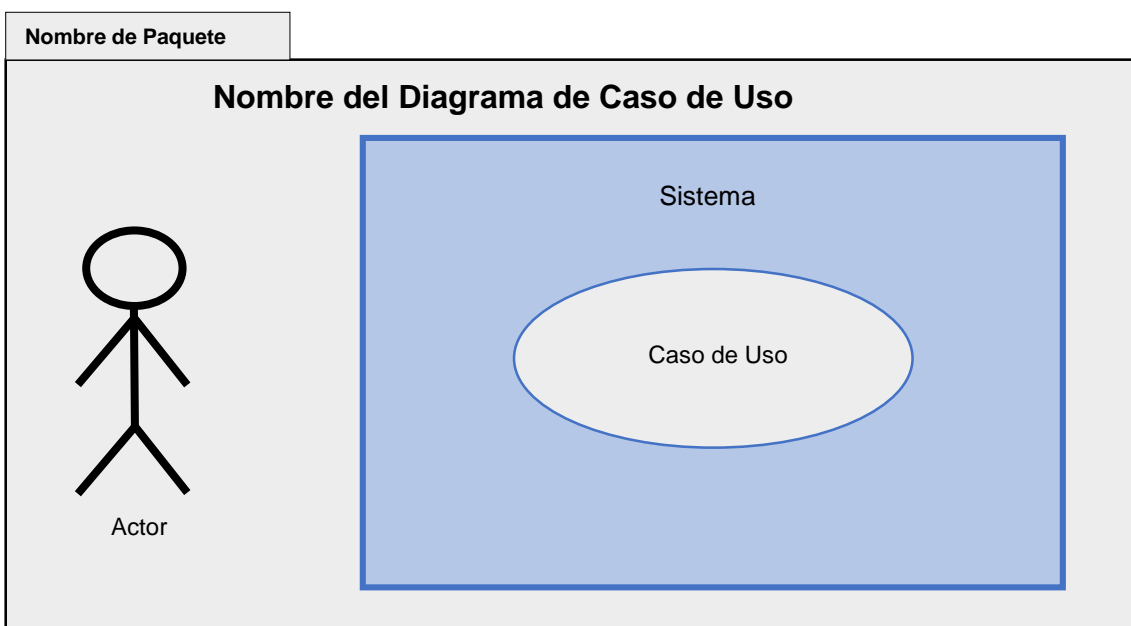 Nombre de Paquete
Nombre del Diagrama de Caso de Uso
Sistema
Caso de Uso
Actor